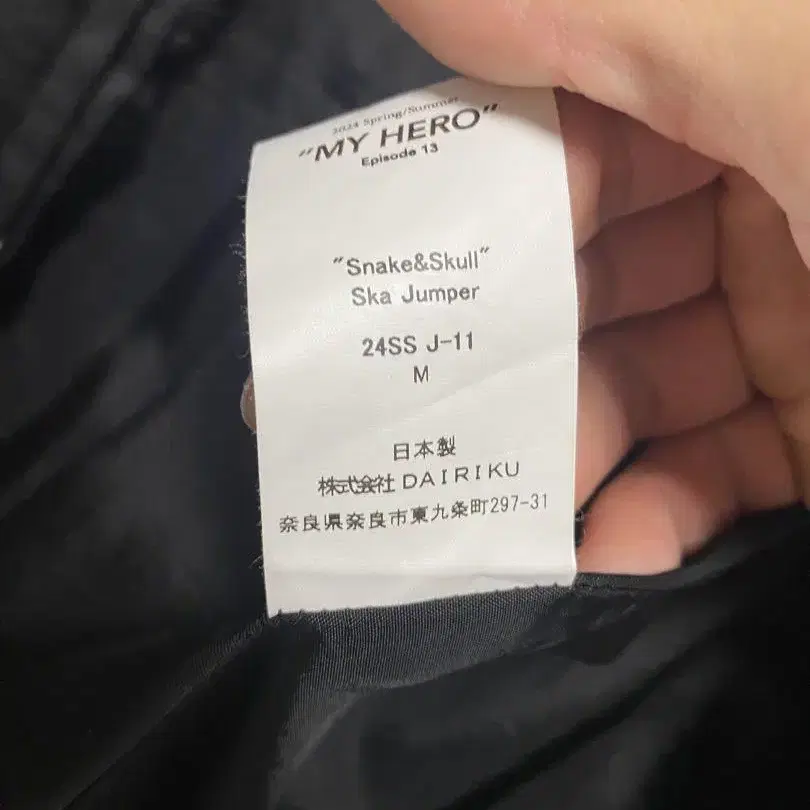 2024 Spring/Summer
"MY HERO"
Episode 13
"Snake&Skull"
Ska Jumper
24SS J-11
M
日本製
株式会社 DAIRIKU
奈良県奈良市東九条町297-31